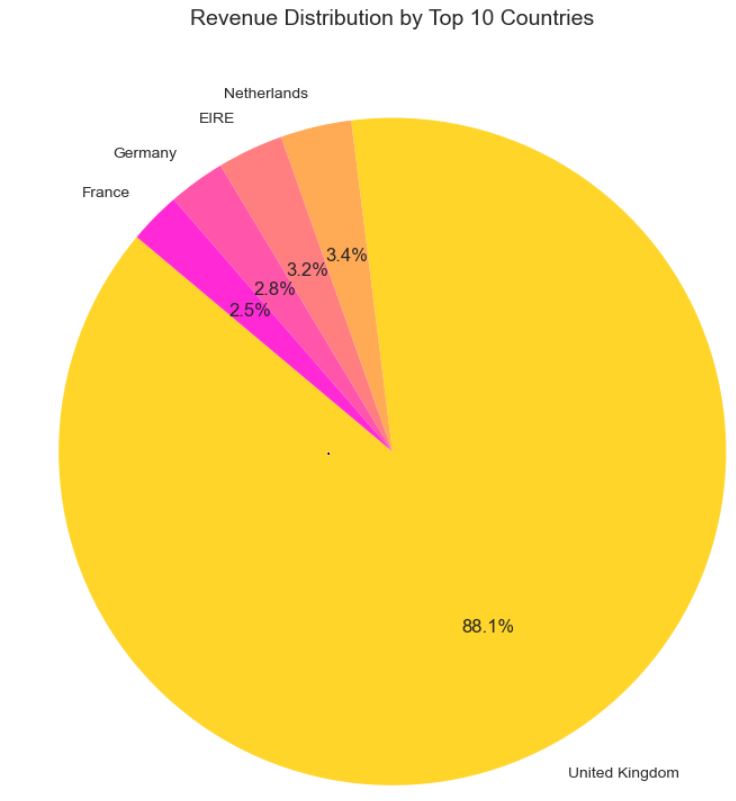 Revenue Distribution by Top 10 Countries
Netherlands
EIRE
Germany
France
3.4%
3.2%
2.8%
2.5%
88.1%
United Kingdom